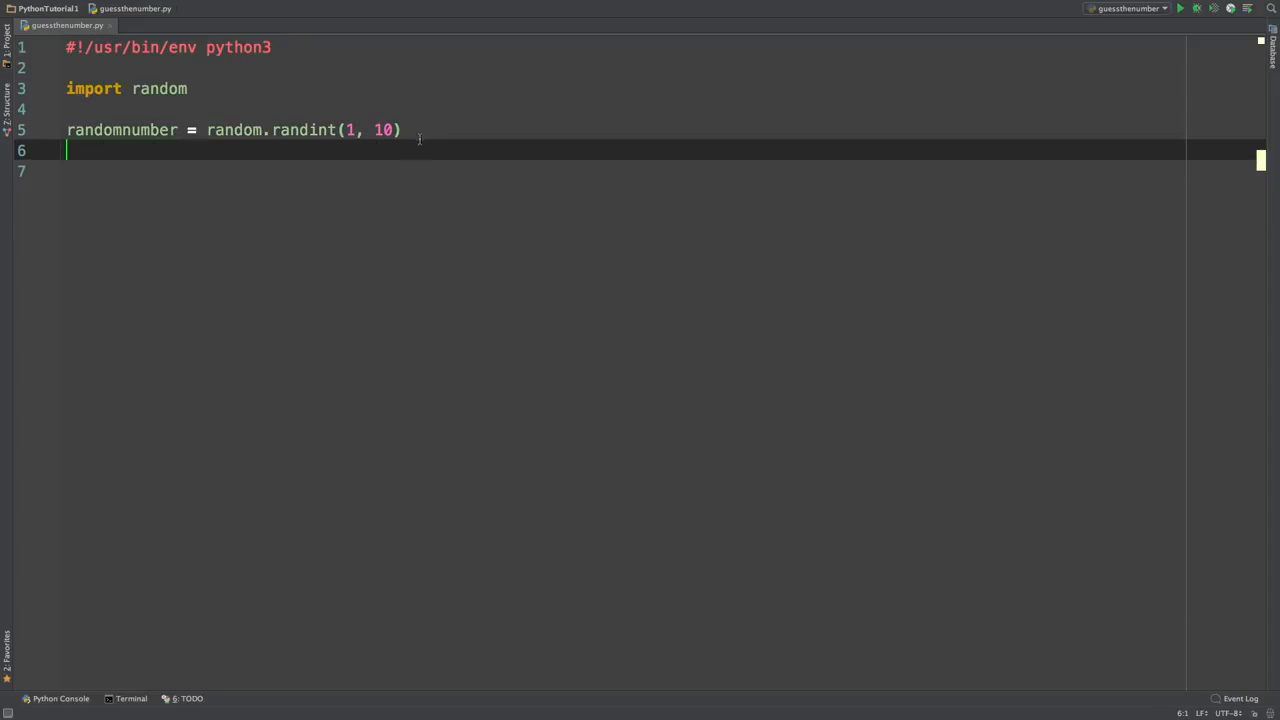 PythonTutorial1 guessthenumber.py guessthenumber
guessthenumber.py
1: Project
Z: Structure
2: Favorites
Database
1 #!/usr/bin/env python3
2
3 import random
4
5 randomnumber = random.randint(1, 10)
6
7
Python Console Terminal 6: TODO Event Log
6:1 LF÷ UTF-8÷